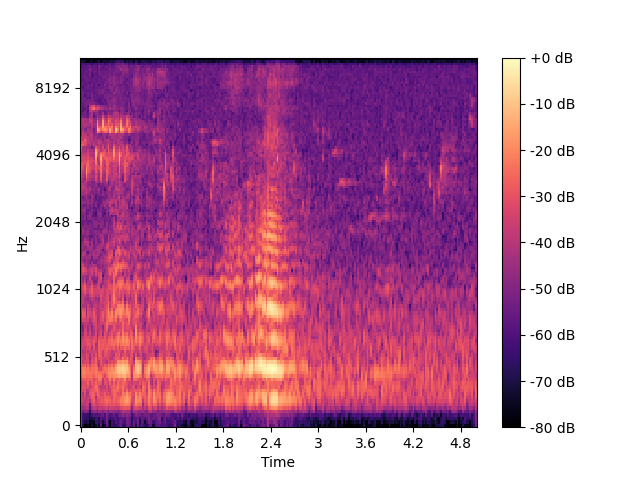 +0 dB
8192
-10 dB
4096
-20 dB
-30 dB
2048
-40 dB
Hz
1024
-50 dB
512
-60 dB
-70 dB
0
-80 dB
0 0.6 1.2 1.8 2.4 3 3.6 4.2 4.8
Time